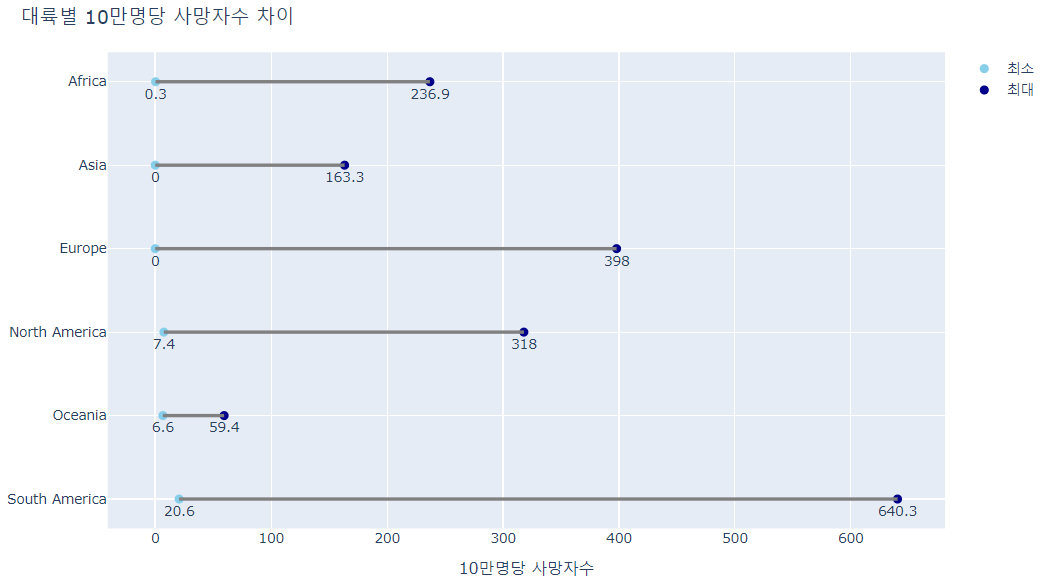 대륙별 10만명당 사망자수 차이
최소
최대
Africa
0.3 236.9
Asia
0 163.3
Europe
0 398
North America
7.4 318
Oceania
6.6 59.4
South America
20.6 640.3
0 100 200 300 400 500 600
10만명당 사망자수